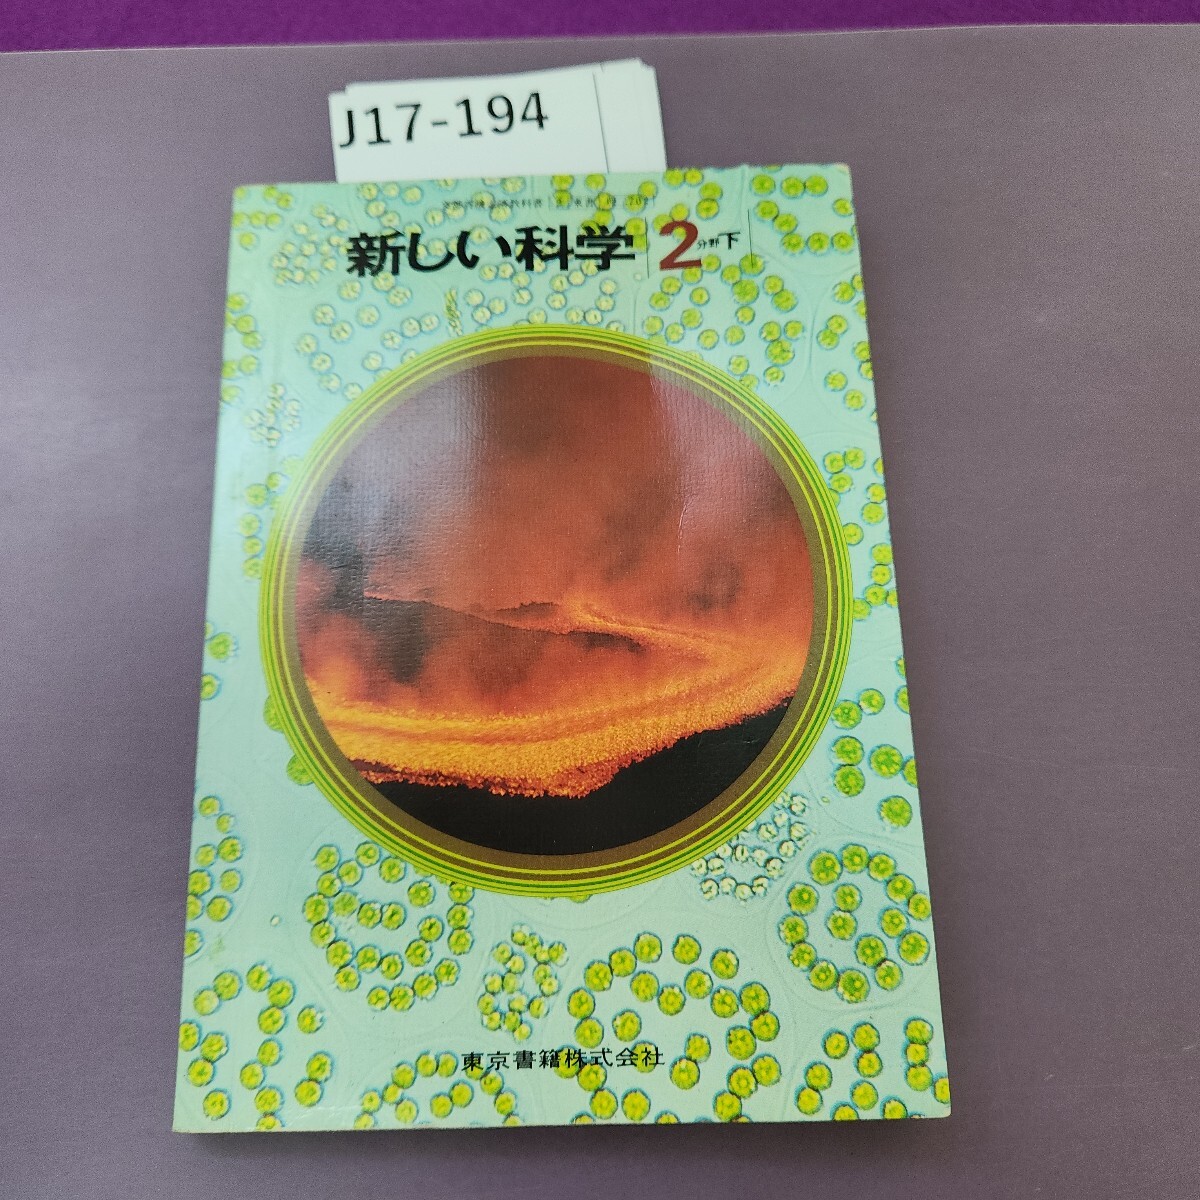 J17-194
新しい科学 2 分野 下
東京書籍株式会社